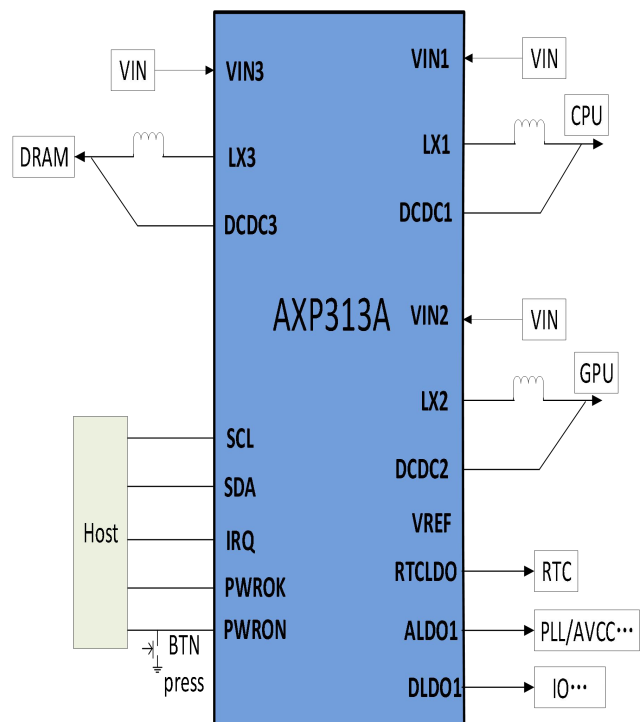 VIN
VIN3
VIN1
VIN
DRAM
LX3
LX1
CPU
DCDC3
DCDC1
AXP313A
VIN2
VIN
LX2
GPU
DCDC2
Host
SCL
SDA
IRQ
PWROK
PWRON
BTN
press
VREF
RTCLDO
RTC
ALDO1
PLL/AVCC···
DLDO1
IO···